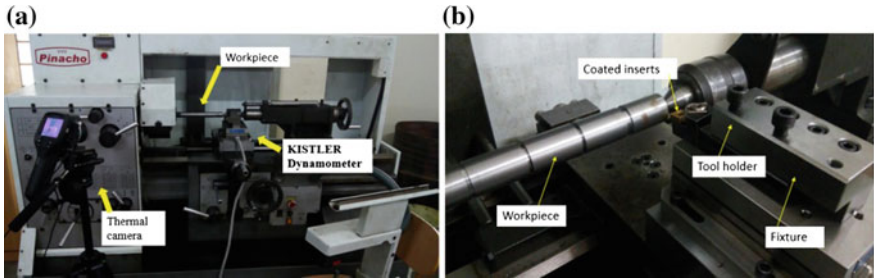 (a)
Pinacho
Workpiece
KISTLER
Dynamometer
Thermal
camera
(b)
Coated inserts
Tool holder
Workpiece
Fixture